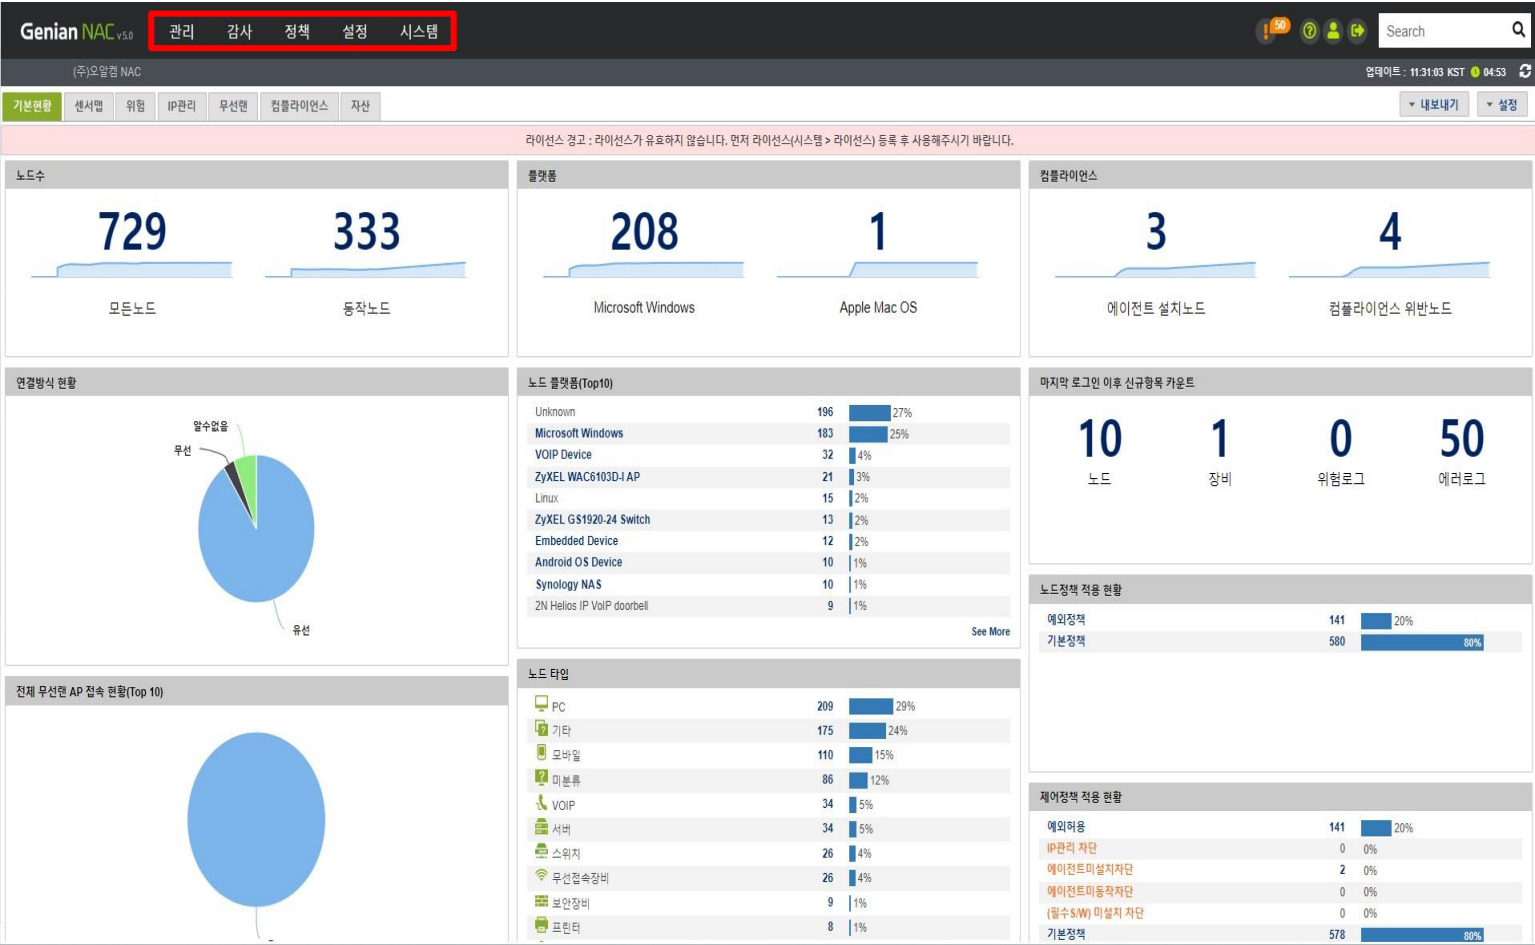 Genian NAC v5.0 관리 감사 정책 설정 시스템 50 Search
(주)오알켐 NAC 업데이트 : 11:31:03 KST 04:53
기본현황 센서맵 위험 IP관리 무선랜 컴플라이언스 자산 내보내기 설정
라이선스 경고 : 라이선스가 유효하지 않습니다. 먼저 라이선스(시스템 > 라이선스) 등록 후 사용해주시기 바랍니다.
노드수
729 333
모든노드 동작노드
플랫폼
208 1
Microsoft Windows Apple Mac OS
컴플라이언스
3 4
에이전트 설치노드 컴플라이언스 위반노드
연결방식 현황
알수없음
무선
유선
전체 무선랜 AP 접속 현황(Top 10)
노드 플랫폼(Top10)
Unknown 196 27%
Microsoft Windows 183 25%
VOIP Device 32 4%
ZyXEL WAC6103D-I AP 21 3%
Linux 15 2%
ZyXEL GS1920-24 Switch 13 2%
Embedded Device 12 2%
Android OS Device 10 1%
Synology NAS 10 1%
2N Helios IP VoIP doorbell 9 1%
See More
노드 타입
PC 209 29%
기타 175 24%
모바일 110 15%
미분류 86 12%
VOIP 34 5%
서버 34 5%
스위치 26 4%
무선접속장비 26 4%
보안장비 9 1%
프린터 8 1%
마지막 로그인 이후 신규항목 카운트
10 1 0 50
노드 장비 위험로그 에러로그
노드정책 적용 현황
예외정책 141 20%
기본정책 580 80%
제어정책 적용 현황
예외허용 141 20%
IP관리 차단 0 0%
에이전트미설치차단 2 0%
에이전트미동작차단 0 0%
(필수S/W) 미설치 차단 0 0%
기본정책 578 80%